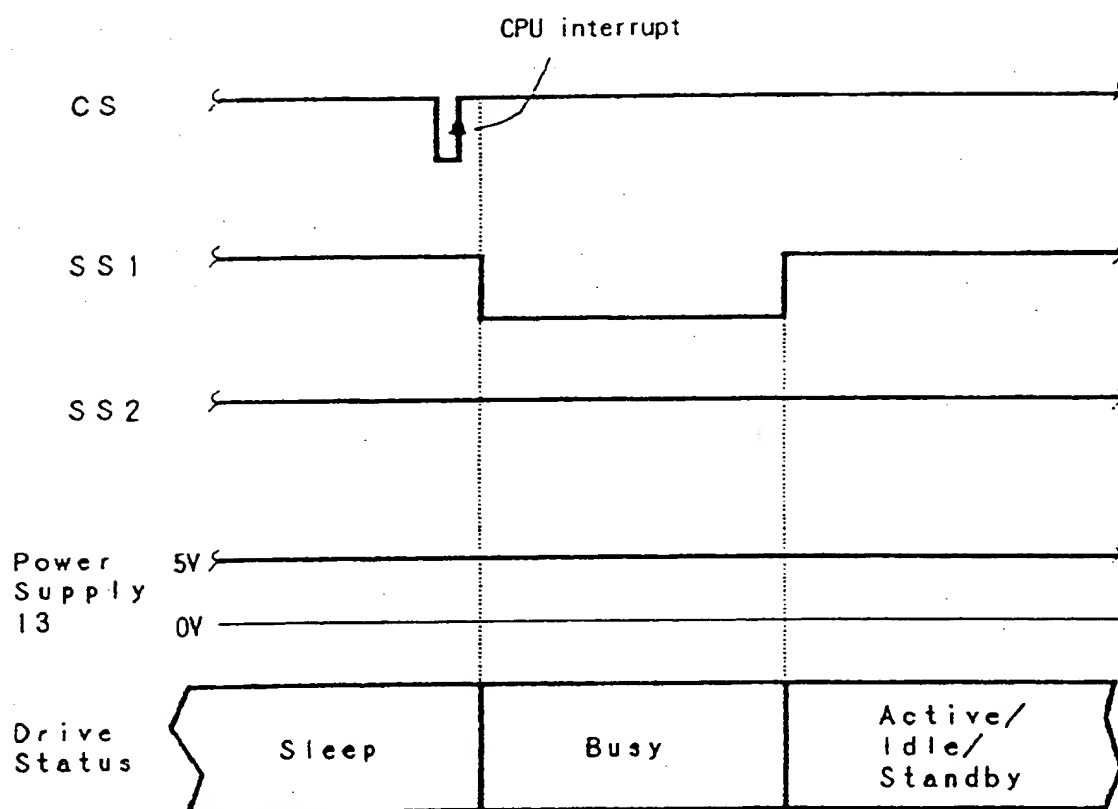 CPU interrupt
CS
SS1
SS2
Power
Supply
13
5V
0V
Drive
Status
Sleep
Busy
Active/
Idle/
Standby